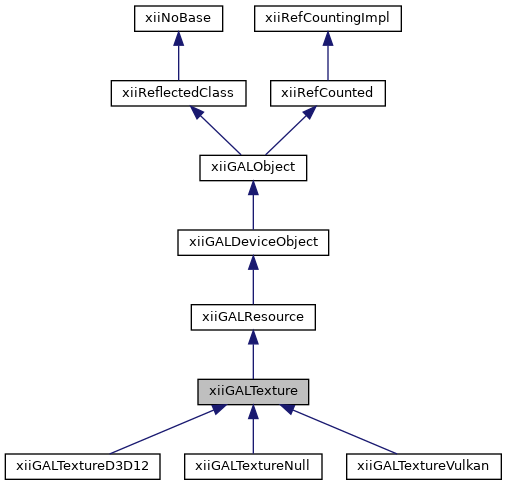 xiiNoBase
xiiRefCountingImpl
xiiReflectedClass
xiiRefCounted
xiiGALObject
xiiGALDeviceObject
xiiGALResource
xiiGALTexture
xiiGALTextureD3D12
xiiGALTextureNull
xiiGALTextureVulkan